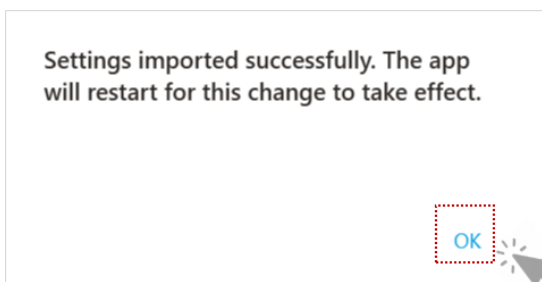 Settings imported successfully. The app
will restart for this change to take effect.
OK